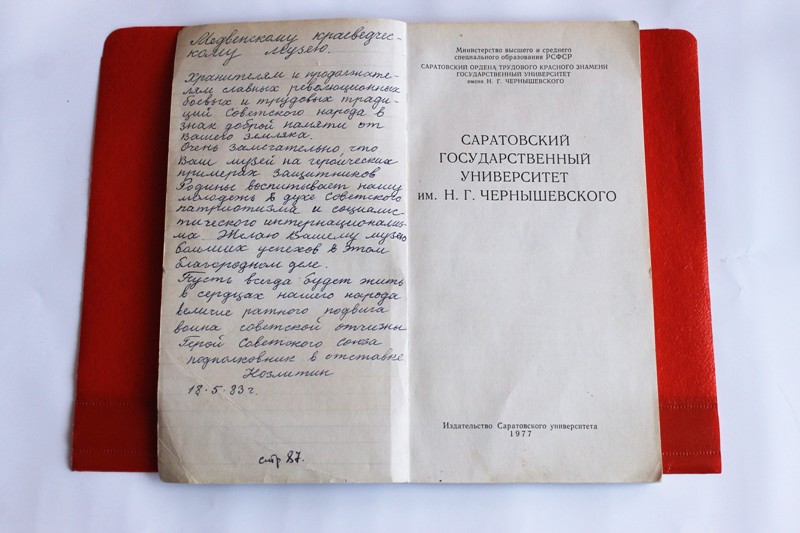 Медвенскому краеведчес-
кому музею.
Хранителям и продолжате-
лям славных революционных
боевых и трудовых тради-
ций Советского народа в
знак доброй памяти от
Вашего земляка.
Очень замечательно, что
Ваш музей на геройческих
примерах защитников
Родины воспитывает нашу
молодеть в духе Советского
патриотизма и социалис-
тического интернационализ-
ма. Желаю Вашему музею
больших успехов в этом
благородном деле.
Пусть всегда будет жить
в сердцах нашего народа
величие ратного подвига
воина советской отчизны
Герой Советского Союза
подполковник в отставке
Козлитин
18·5·83 г.
стр 87.
Министерство высшего и среднего
специального образования РСФСР
САРАТОВСКИЙ ОРДЕНА ТРУДОВОГО КРАСНОГО ЗНАМЕНИ
ГОСУДАРСТВЕННЫЙ УНИВЕРСИТЕТ
имени Н. Г. ЧЕРНЫШЕВСКОГО
САРАТОВСКИЙ
ГОСУДАРСТВЕННЫЙ
УНИВЕРСИТЕТ
им. Н. Г. ЧЕРНЫШЕВСКОГО
Издательство Саратовского университета
1977